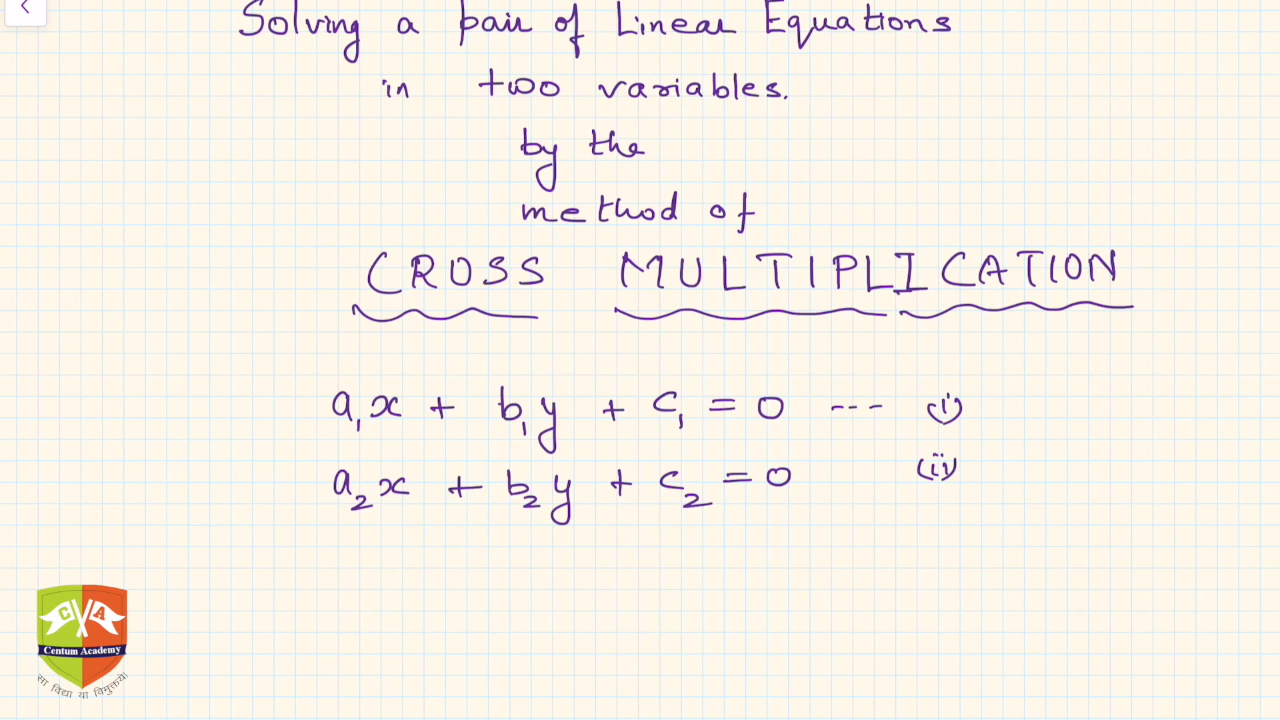 Solving a pair of Linear Equations
in two variables.
by the
method of
CROSS MULTIPLICATION
a₁x + b₁y + c₁ = 0 --- (i)
a₂x + b₂y + c₂ = 0 (ii)
C A
Centum Academy
सा विद्या या विमुक्तये